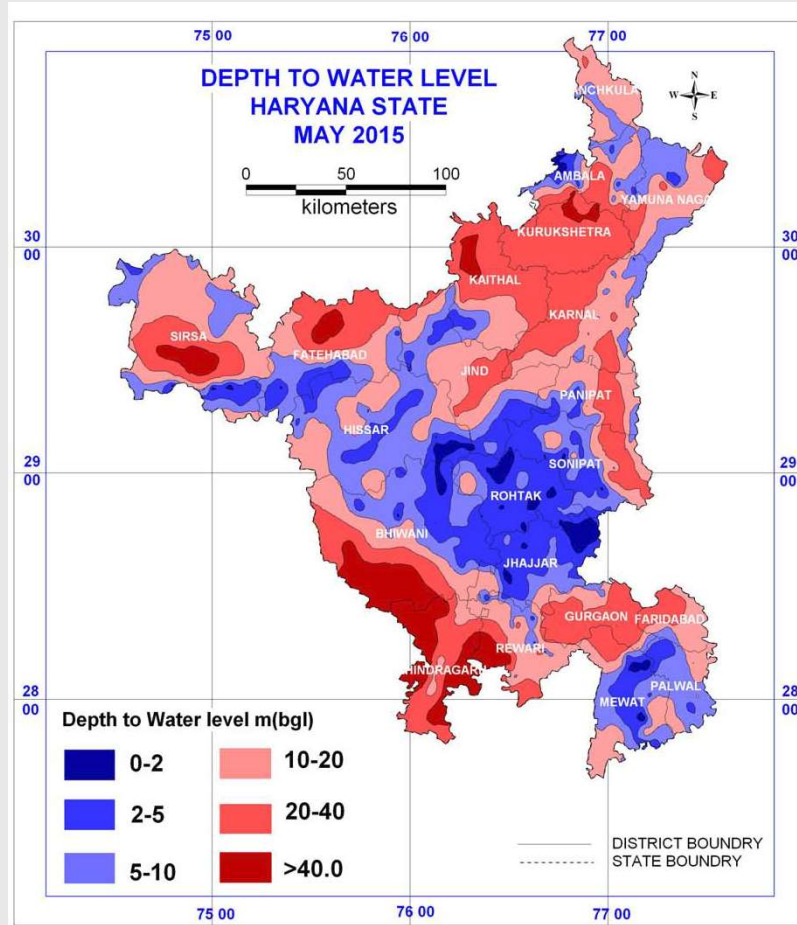 75 00 76 00 77 00
DEPTH TO WATER LEVEL
HARYANA STATE
MAY 2015
N
W E
S
0 50 100
kilometers
NCHKULA
AMBALA
YAMUNA NAGA
30
00
30
00
KURUKSHETRA
KAITHAL
KARNAL
SIRSA
FATEHABAD
JIND
PANIPAT
HISSAR
SONIPAT
29
00
29
00
ROHTAK
BHIWANI
JHAJJAR
GURGAON
FARIDABAD
REWARI
HINDRAGARH
PALWAL
MEWAT
28
00
28
00
Depth to Water level m(bgl)
0-2
10-20
2-5
20-40
5-10
>40.0
DISTRICT BOUNDRY
STATE BOUNDRY
75 00 76 00 77 00